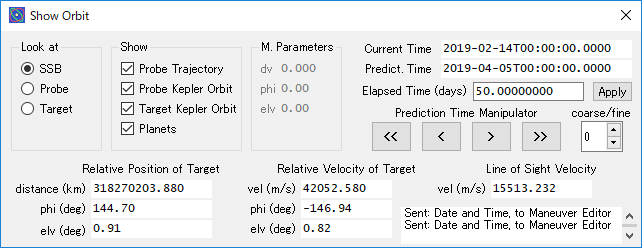 Show Orbit
Look at
SSB
Probe
Target
Show
Probe Trajectory
Probe Kepler Orbit
Target Kepler Orbit
Planets
M. Parameters
dv 0.000
phi 0.00
elv 0.00
Current Time 2019-02-14T00:00:00.0000
Predict. Time 2019-04-05T00:00:00.0000
Elapsed Time (days) 50.00000000 Apply
Prediction Time Manipulator coarse/fine
<< < > >> 0
Relative Position of Target
distance (km) 318270203.880
phi (deg) 144.70
elv (deg) 0.91
Relative Velocity of Target
vel (m/s) 42052.580
phi (deg) -146.94
elv (deg) 0.82
Line of Sight Velocity
vel (m/s) 15513.232
Sent: Date and Time, to Maneuver Editor
Sent: Date and Time, to Maneuver Editor